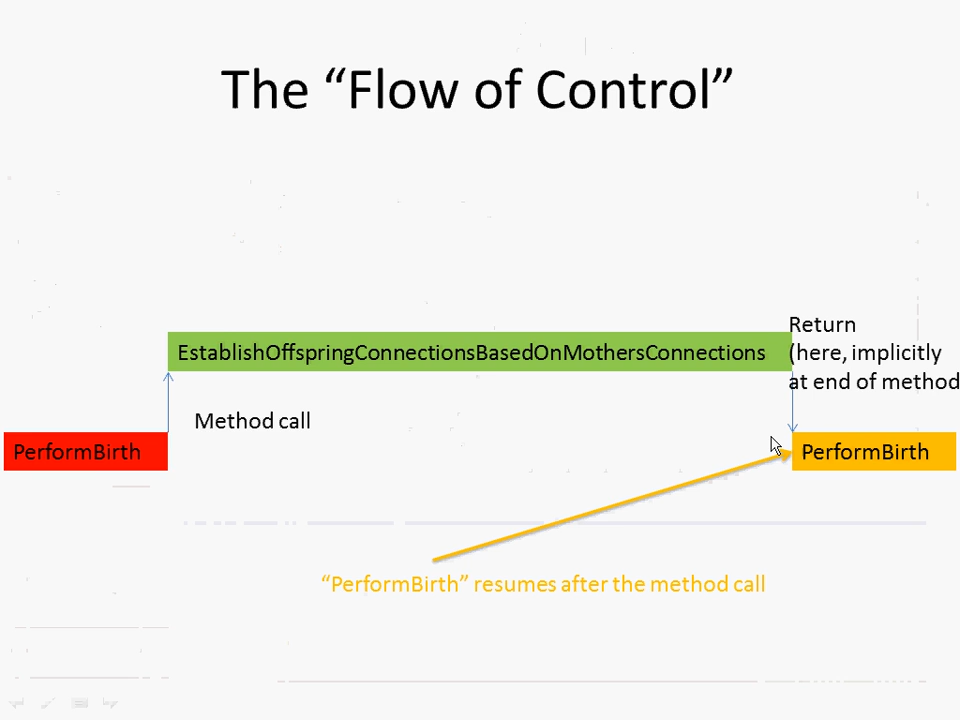 The “Flow of Control”
Return
EstablishOffspringConnectionsBasedOnMothersConnections
(here, implicitly
at end of method
Method call
PerformBirth
PerformBirth
“PerformBirth” resumes after the method call